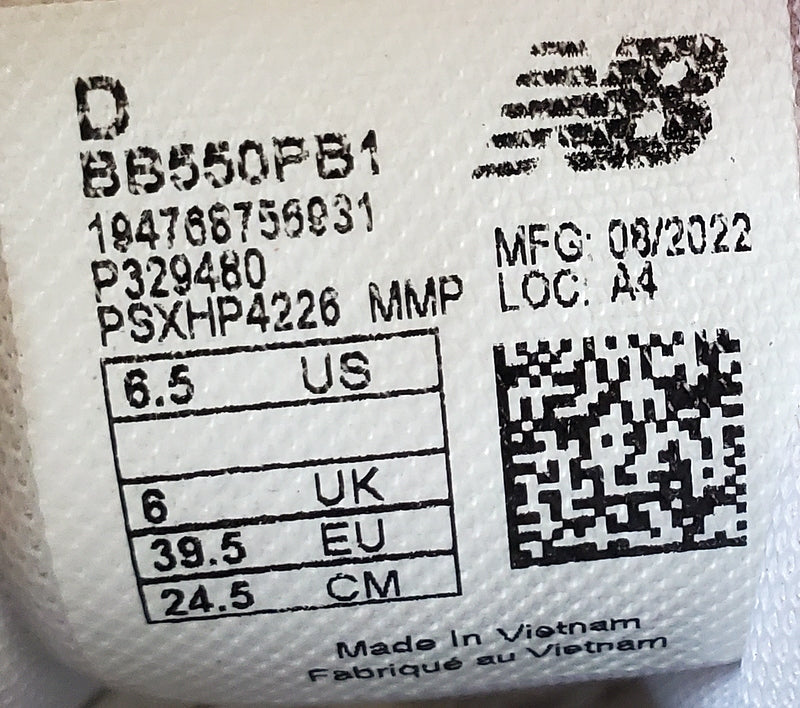 D
BB550PB1
194768756931
P329480
PSXHP4226 MMP
MFG: 08/2022
LOC: A4
6.5 US
6 UK
39.5 EU
24.5 CM
Made In Vietnam
Fabriqué au Vietnam